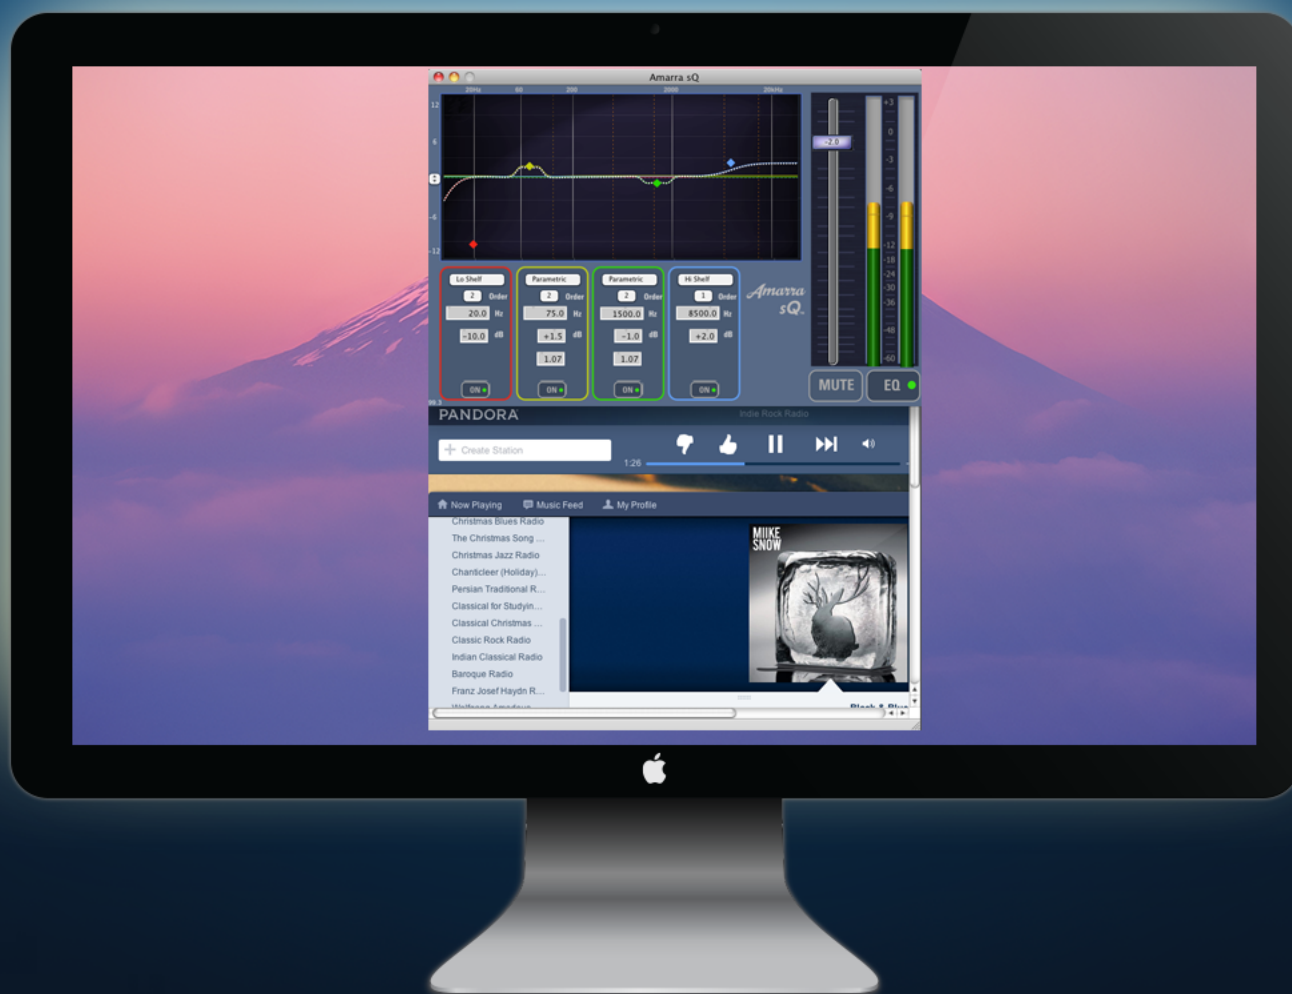 Amarra sQ
20Hz 60 200 2000 20kHz
12
6
-6
-12
-2.0
+3
0
-3
-6
-9
-12
-18
-24
-30
-36
-48
-60
Lo Shelf
2 Order
20.0 Hz
-10.0 dB
ON
Parametric
2 Order
75.0 Hz
+1.5 dB
1.07
ON
Parametric
2 Order
1500.0 Hz
-1.0 dB
1.07
ON
Hi Shelf
1 Order
8500.0 Hz
+2.0 dB
ON
Amarra
sQ
MUTE EQ
PANDORA
Indie Rock Radio
Create Station
1:26
Now Playing Music Feed My Profile
Christmas Blues Radio
The Christmas Song ...
Christmas Jazz Radio
Chanticleer (Holiday)...
Persian Traditional R...
Classical for Studyin...
Classical Christmas ...
Classic Rock Radio
Indian Classical Radio
Baroque Radio
Franz Josef Haydn R...
MIIKE
SNOW